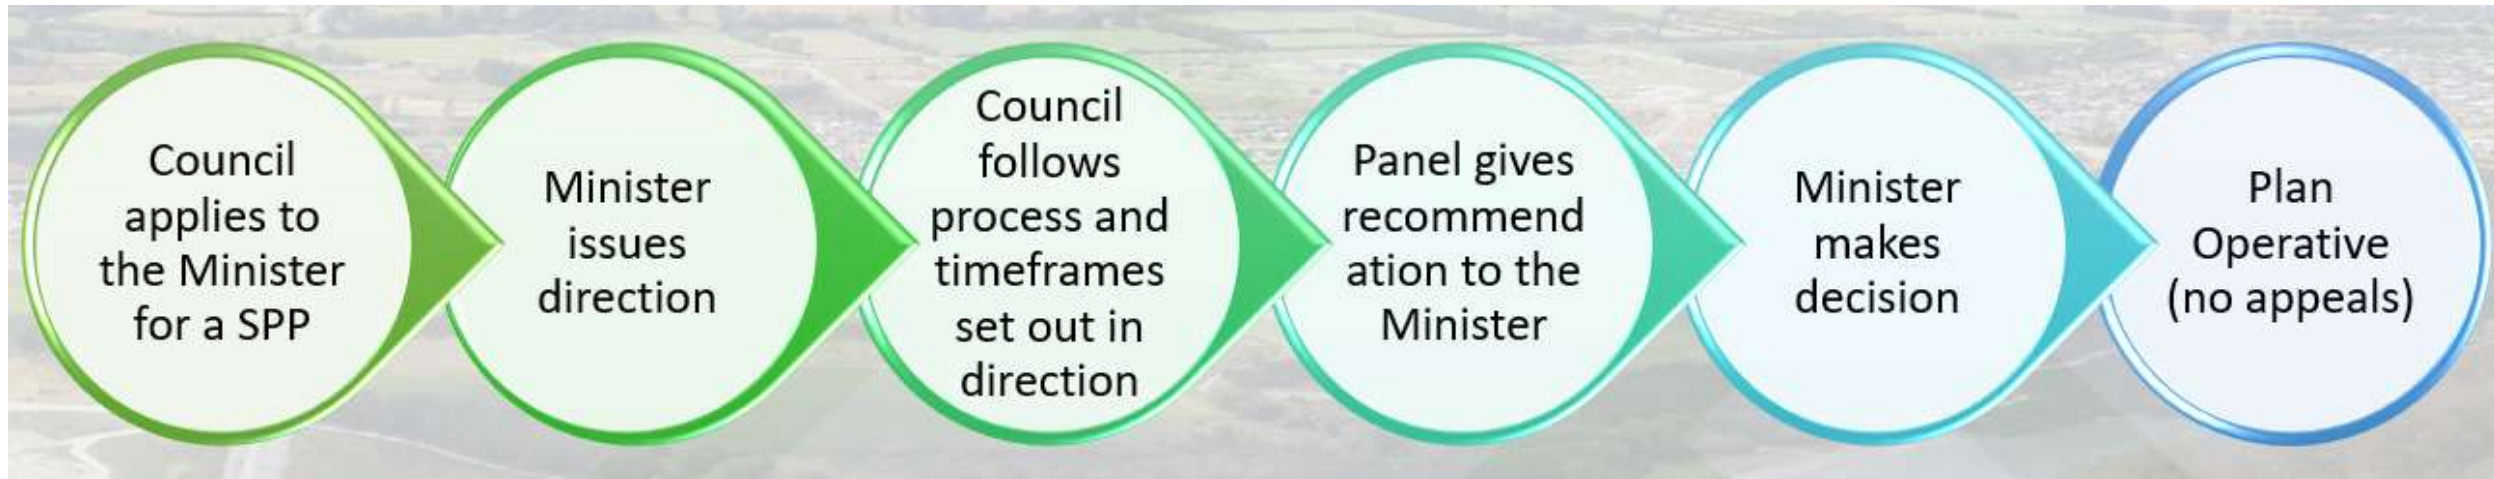 Council
applies to
the Minister
for a SPP
Minister
issues
direction
Council
follows
process and
timeframes
set out in
direction
Panel gives
recommend
ation to the
Minister
Minister
makes
decision
Plan
Operative
(no appeals)